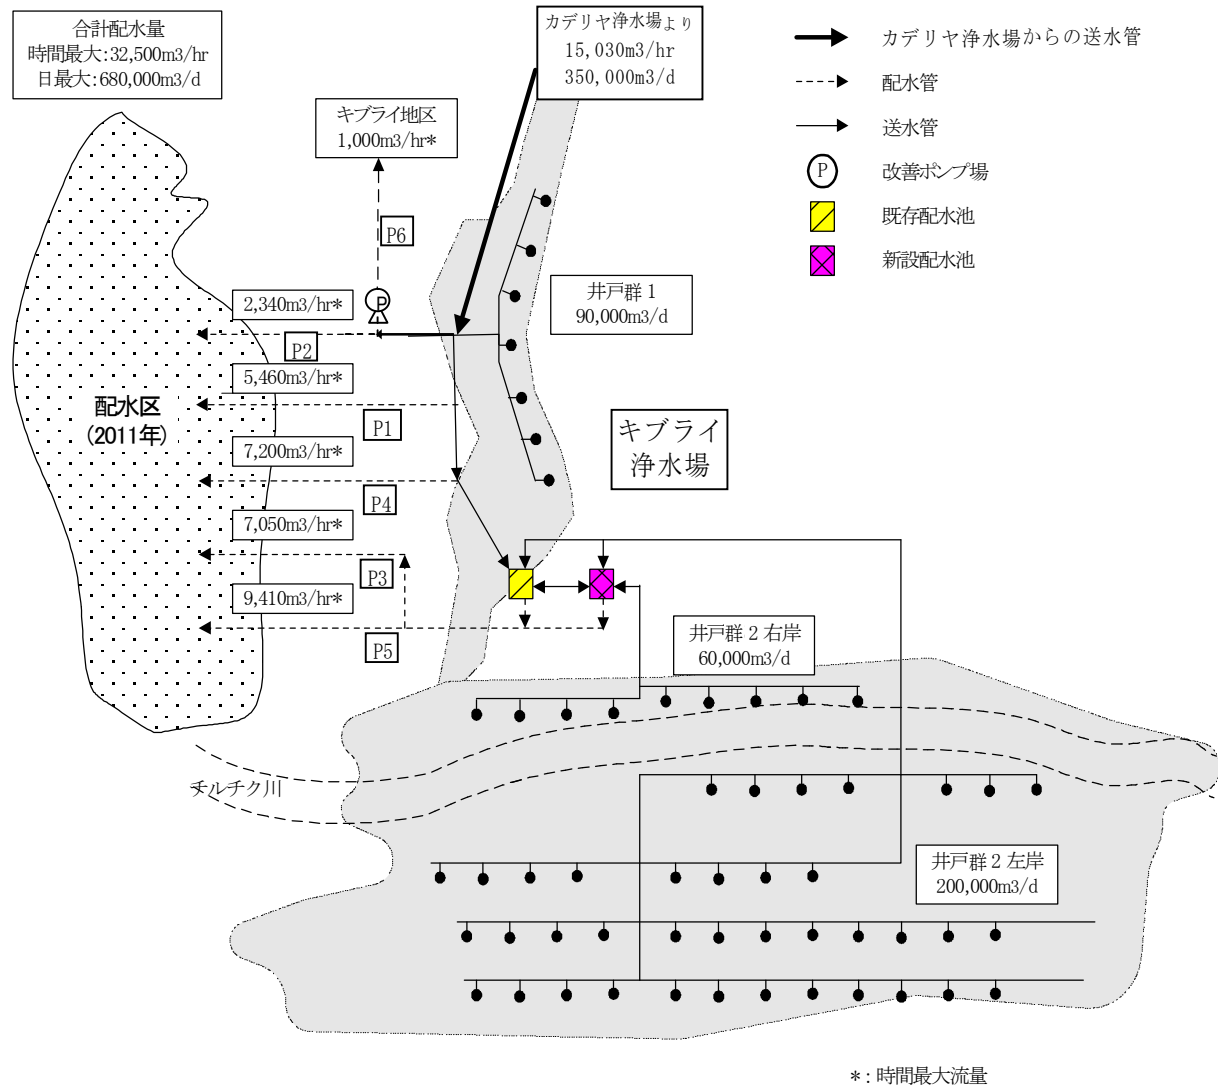 合計配水量
時間最大:32,500m3/hr
日最大:680,000m3/d
カデリヤ浄水場より
15,030m3/hr
350,000m3/d
カデリヤ浄水場からの送水管
配水管
送水管
P
改善ポンプ場
既存配水池
新設配水池
キブライ地区
1,000m3/hr*
P6
P
井戸群1
90,000m3/d
2,340m3/hr*
P2
5,460m3/hr*
P1
配水区
(2011年)
キブライ
浄水場
7,200m3/hr*
P4
7,050m3/hr*
P3
9,410m3/hr*
P5
井戸群2右岸
60,000m3/d
チルチク川
井戸群2左岸
200,000m3/d
*:時間最大流量